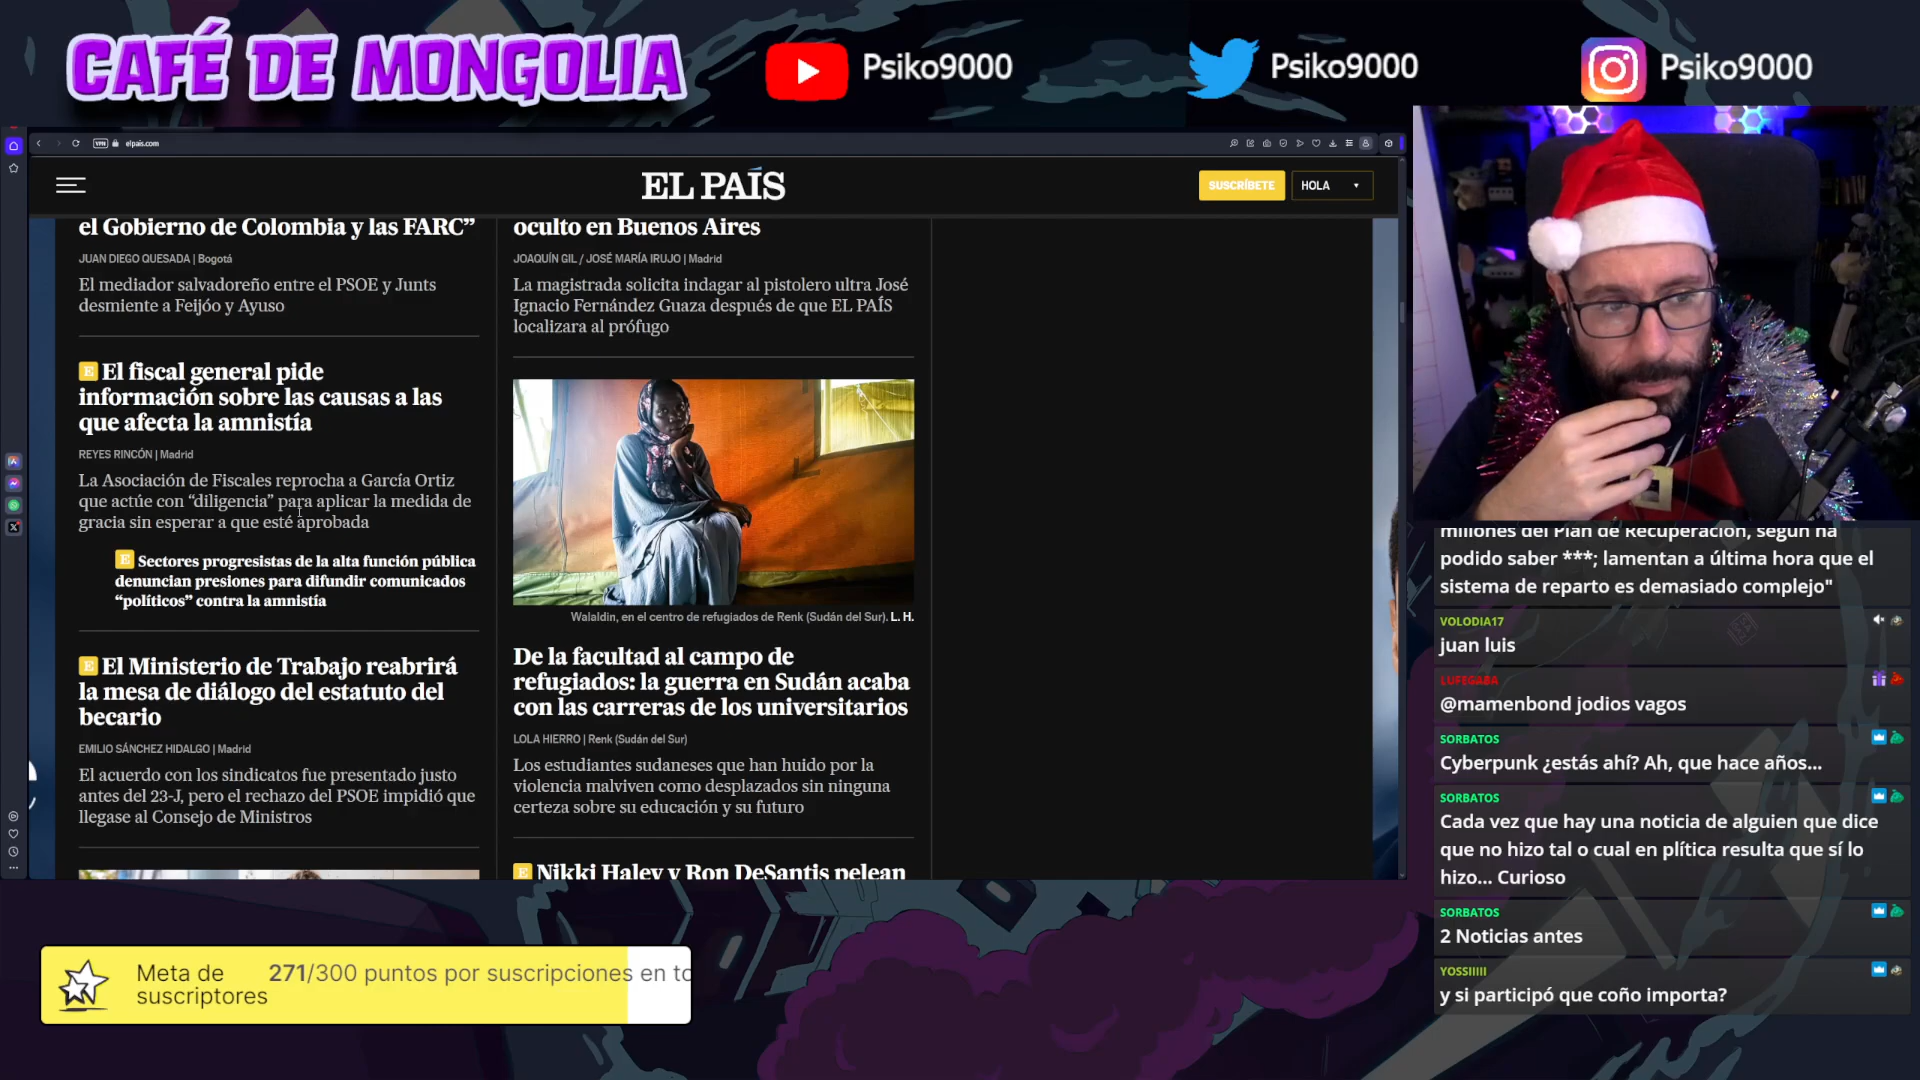 CAFÉ DE MONGOLIA
Psiko9000
Psiko9000
Psiko9000
VPN
elpais.com
EL PAÍS
SUSCRÍBETE
HOLA
el Gobierno de Colombia y las FARC”
JUAN DIEGO QUESADA | Bogotá
El mediador salvadoreño entre el PSOE y Junts
desmiente a Feijóo y Ayuso
E El fiscal general pide
información sobre las causas a las
que afecta la amnistía
REYES RINCÓN | Madrid
La Asociación de Fiscales reprocha a García Ortiz
que actúe con “diligencia” para aplicar la medida de
gracia sin esperar a que esté aprobada
E Sectores progresistas de la alta función pública
denuncian presiones para difundir comunicados
“políticos” contra la amnistía
E El Ministerio de Trabajo reabrirá
la mesa de diálogo del estatuto del
becario
EMILIO SÁNCHEZ HIDALGO | Madrid
El acuerdo con los sindicatos fue presentado justo
antes del 23-J, pero el rechazo del PSOE impidió que
llegase al Consejo de Ministros
oculto en Buenos Aires
JOAQUÍN GIL / JOSÉ MARÍA IRUJO | Madrid
La magistrada solicita indagar al pistolero ultra José
Ignacio Fernández Guaza después de que EL PAÍS
localizara al prófugo
Walaldin, en el centro de refugiados de Renk (Sudán del Sur). L. H.
De la facultad al campo de
refugiados: la guerra en Sudán acaba
con las carreras de los universitarios
LOLA HIERRO | Renk (Sudán del Sur)
Los estudiantes sudaneses que han huido por la
violencia malviven como desplazados sin ninguna
certeza sobre su educación y su futuro
E Nikki Haley y Ron DeSantis pelean
millones del Plan de Recuperación, según ha
podido saber ***; lamentan a última hora que el
sistema de reparto es demasiado complejo"
VOLODIA17
juan luis
LUFEGABA
@mamenbond jodios vagos
SORBATOS
Cyberpunk ¿estás ahí? Ah, que hace años...
SORBATOS
Cada vez que hay una noticia de alguien que dice
que no hizo tal o cual en plítica resulta que sí lo
hizo... Curioso
SORBATOS
2 Noticias antes
YOSSIIIII
y si participó que coño importa?
Meta de
suscriptores
271/300 puntos por suscripciones en to